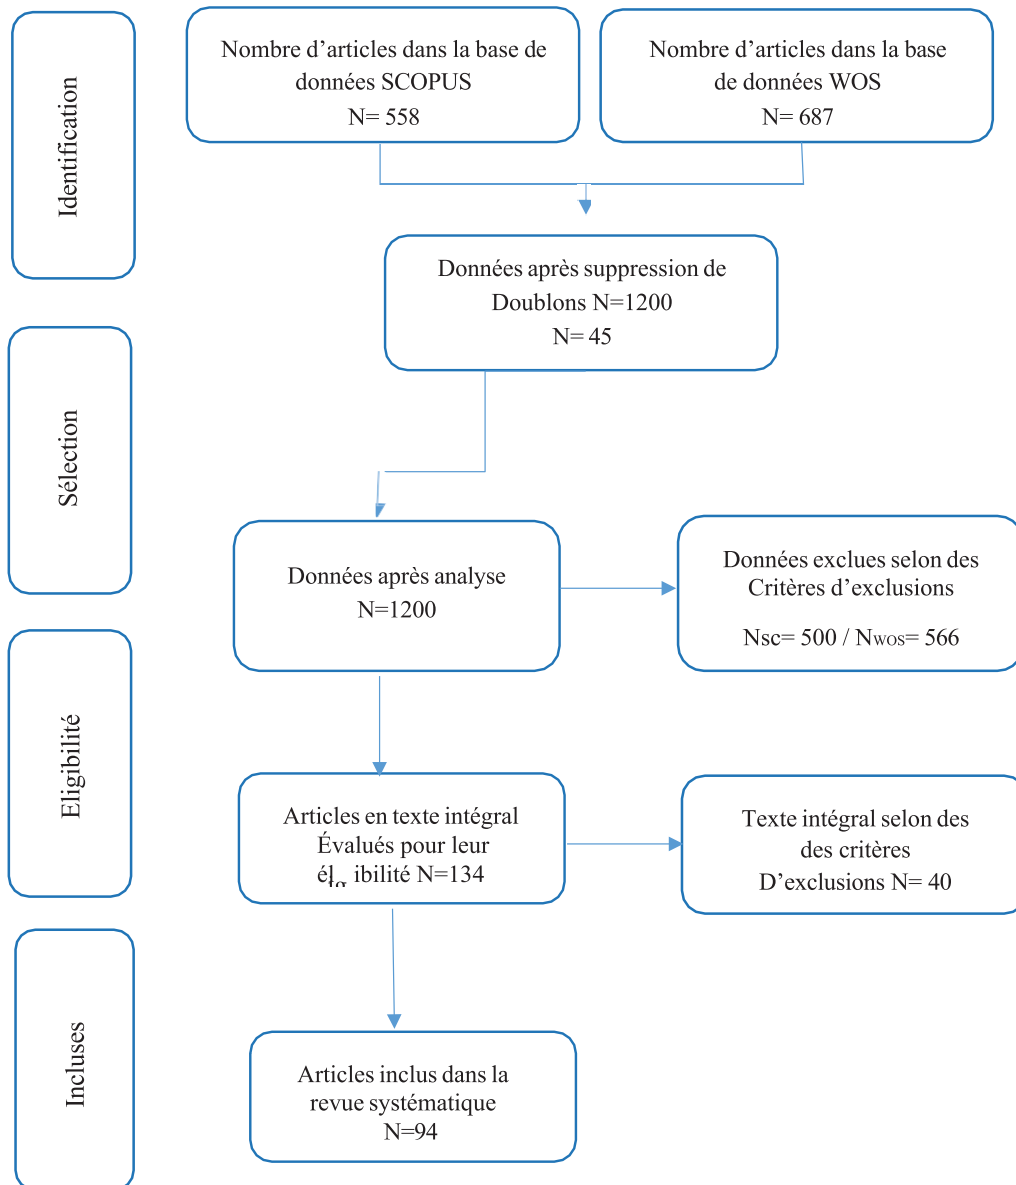 Identification
Nombre d’articles dans la base de
données SCOPUS
N= 558
Nombre d’articles dans la base
de données WOS
N= 687
Données après suppression de
Doublons N=1200
N= 45
Sélection
Données après analyse
N=1200
Données exclues selon des
Critères d’exclusions
Nsc= 500 / Nwos= 566
Eligibilité
Articles en texte intégral
Évalués pour leur
éligibilité N=134
Texte intégral selon des
des critères
D’exclusions N= 40
Incluses
Articles inclus dans la
revue systématique
N=94